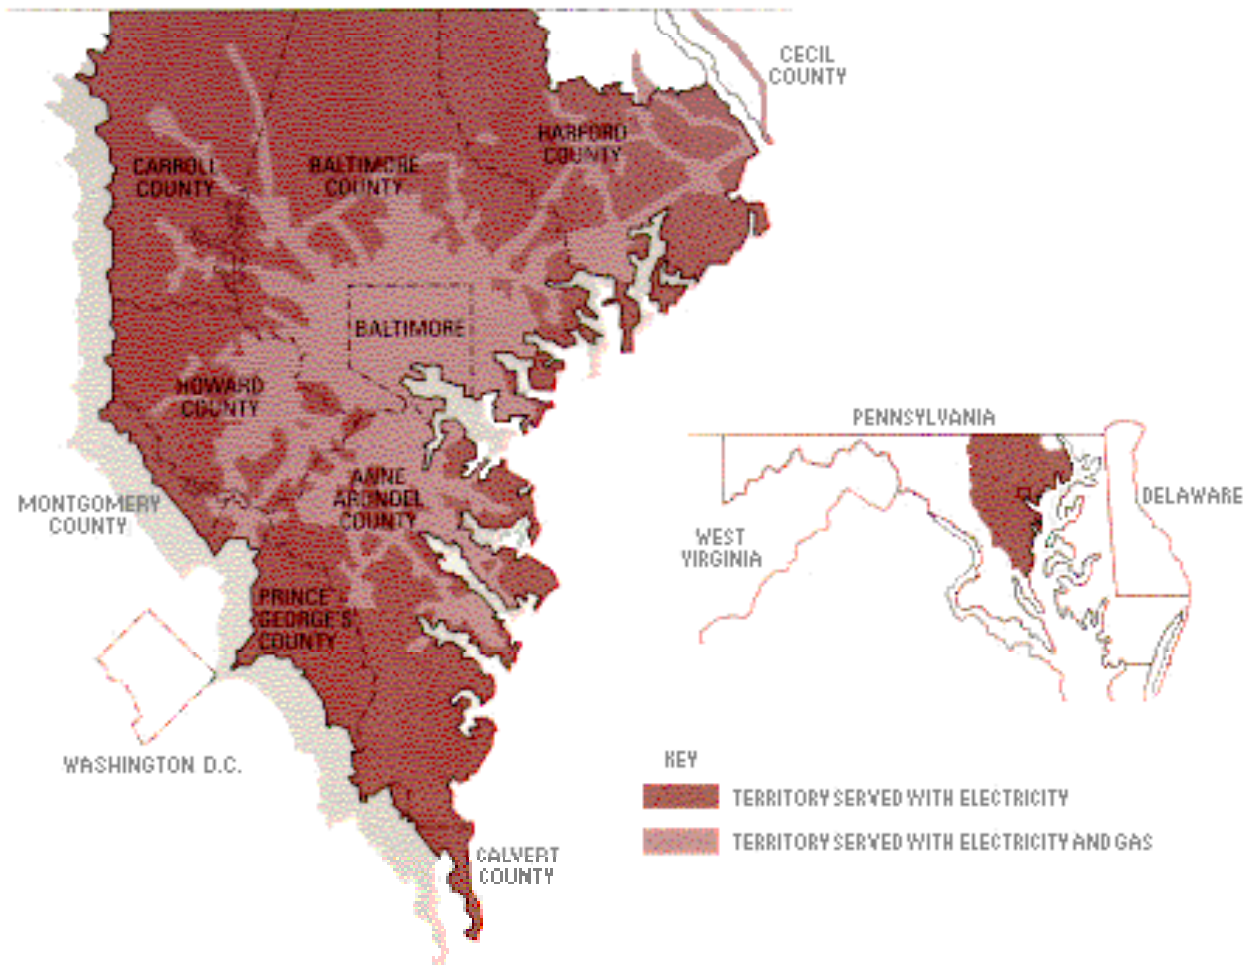 CECIL
COUNTY
HARFORD
COUNTY
CARROLL
COUNTY
BALTIMORE
COUNTY
BALTIMORE
HOWARD
COUNTY
PENNSYLVANIA
ANNE
ARUNDEL
COUNTY
MONTGOMERY
COUNTY
DELAWARE
WEST
VIRGINIA
PRINCE
GEORGE'S
COUNTY
WASHINGTON D.C.
KEY
TERRITORY SERVED WITH ELECTRICITY
TERRITORY SERVED WITH ELECTRICITY AND GAS
CALVERT
COUNTY